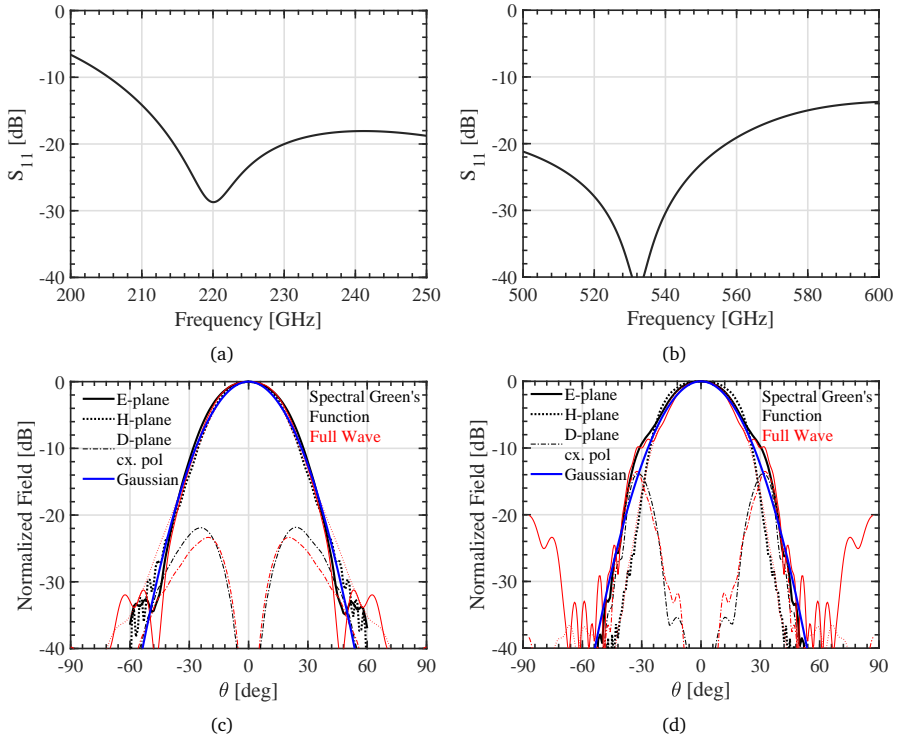 0
-10
-20
-30
-40
S11 [dB]
200 210 220 230 240 250
Frequency [GHz]
(a)
0
-10
-20
-30
-40
S11 [dB]
500 520 540 560 580 600
Frequency [GHz]
(b)
0
-10
-20
-30
-40
Normalized Field [dB]
E-plane
H-plane
D-plane
cx. pol
Gaussian
Spectral Green's
Function
Full Wave
-90 -60 -30 0 30 60 90
θ [deg]
(c)
0
-10
-20
-30
-40
Normalized Field [dB]
E-plane
H-plane
D-plane
cx. pol
Gaussian
Spectral Green's
Function
Full Wave
-90 -60 -30 0 30 60 90
θ [deg]
(d)